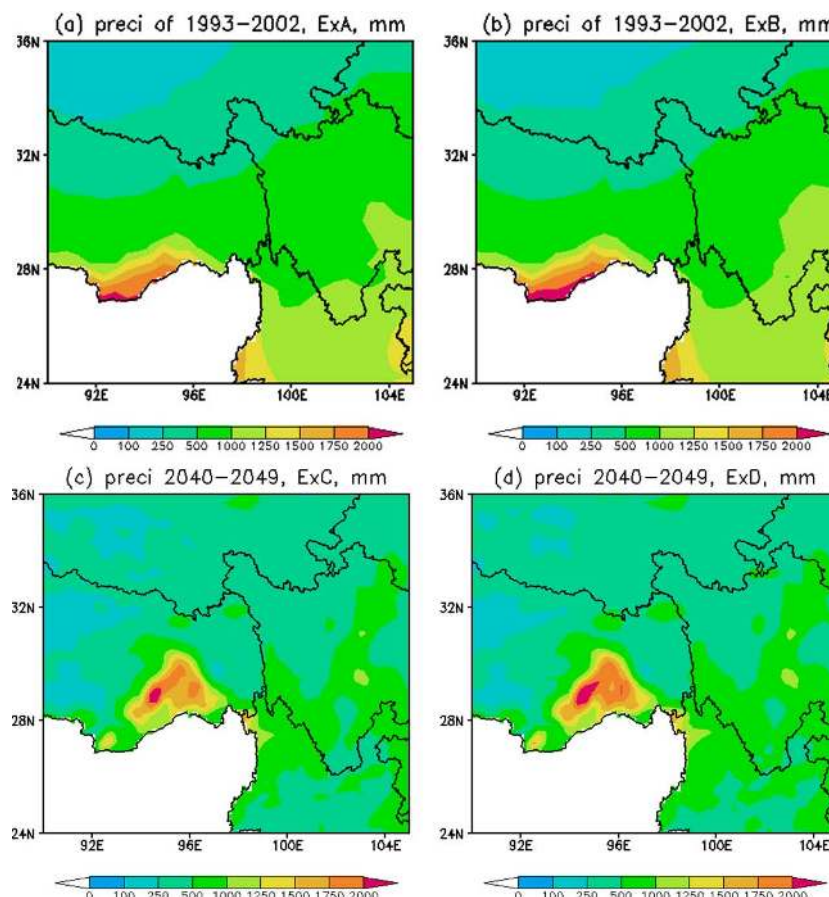 (a) preci of 1993-2002, ExA, mm
(b) preci of 1993-2002, ExB, mm
36N
32N
28N
24N
92E 96E 100E 104E
36N
32N
28N
24N
92E 96E 100E 104E
0 100 250 500 1000 1250 1500 1750 2000
0 100 250 500 1000 1250 1500 1750 2000
(c) preci 2040-2049, ExC, mm
(d) preci 2040-2049, ExD, mm
36N
32N
28N
24N
92E 96E 100E 104E
36N
32N
28N
24N
92E 96E 100E 104E
0 100 250 500 1000 1250 1500 1750 2000
0 100 250 500 1000 1250 1500 1750 2000